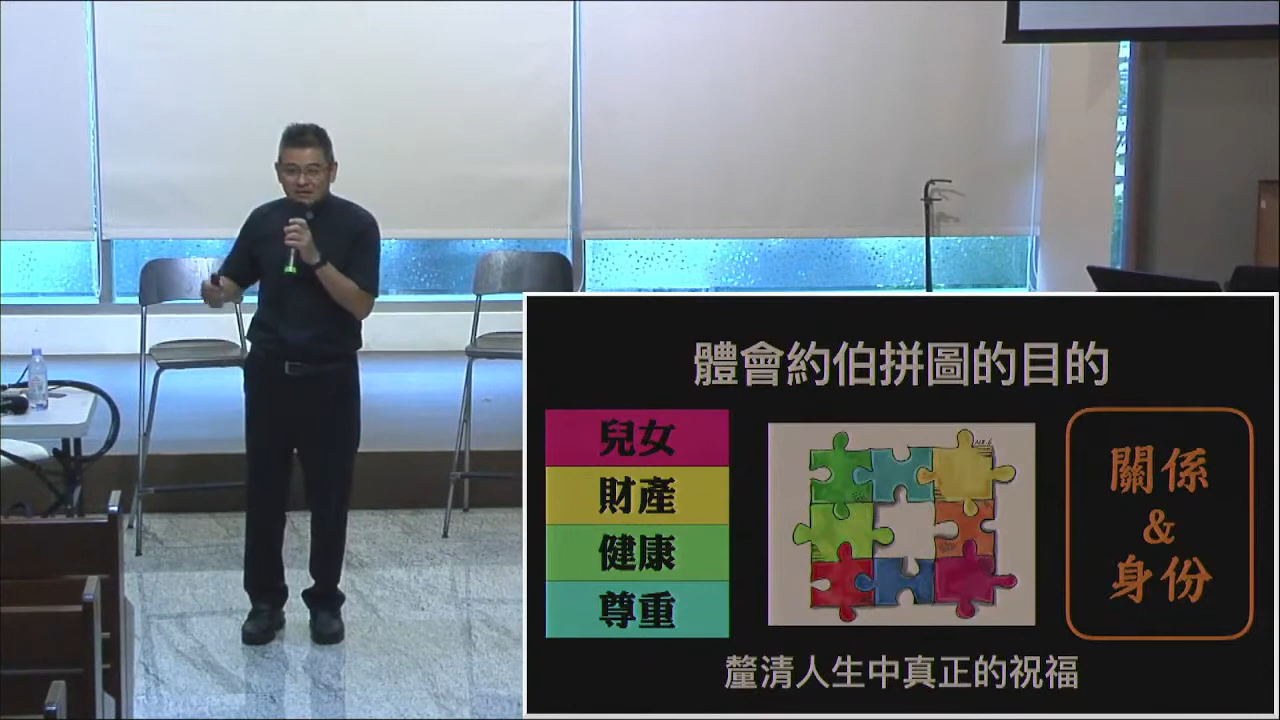 體會約伯拼圖的目的
兒女
財產
健康
尊重
關係
&
身份
釐清人生中真正的祝福